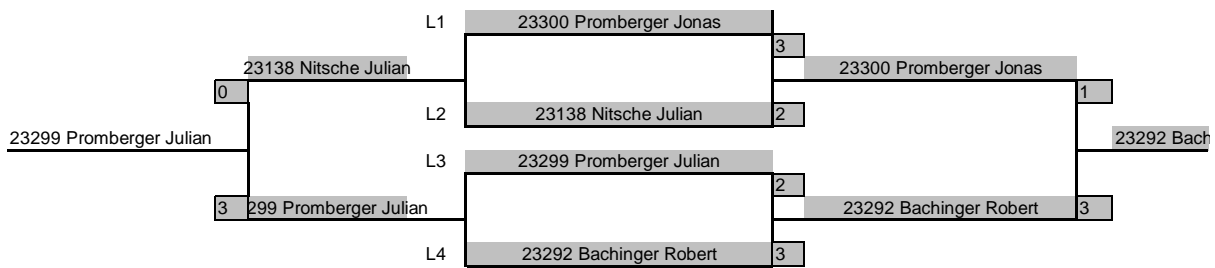 L1 23300 Promberger Jonas
3
23138 Nitsche Julian 23300 Promberger Jonas
0 1
L2 23138 Nitsche Julian 2
23299 Promberger Julian 23292 Bach
L3 23299 Promberger Julian
2
3 299 Promberger Julian 23292 Bachinger Robert 3
L4 23292 Bachinger Robert 3